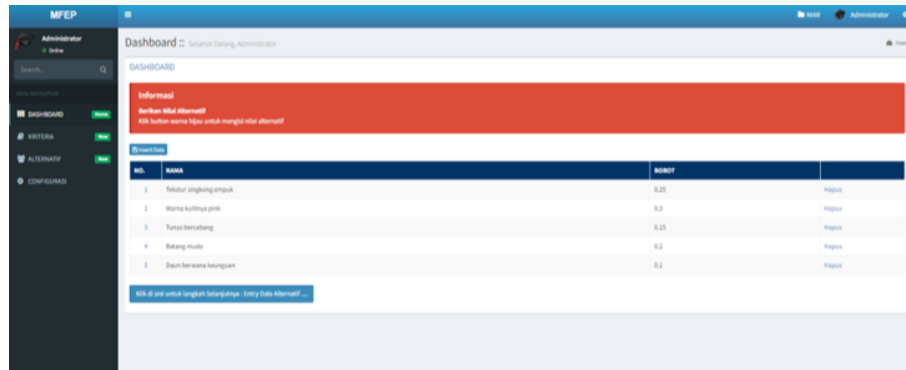 MFEP
Administrator
Administrator
Online
Dashboard :: Selamat Datang, Administrator
Search...
DASHBOARD
Informasi
Berikan Nilai Alternatif
Klik button warna hijau untuk mengisi nilai alternatif
DASHBOARD
KRITERIA New
ALTERNATIF New
CONFIGURASI
Insert Data
NO. NAMA BOBOT
1 Tekstur singkong empuk 0.25 Hapus
2 Warna kulitnya pink 0.3 Hapus
3 Tunas bercabang 0.15 Hapus
4 Batang muda 0.2 Hapus
5 Daun berwana keunguan 0.1 Hapus
Klik di sini untuk langkah Selanjutnya : Entry Data Alternatif ...